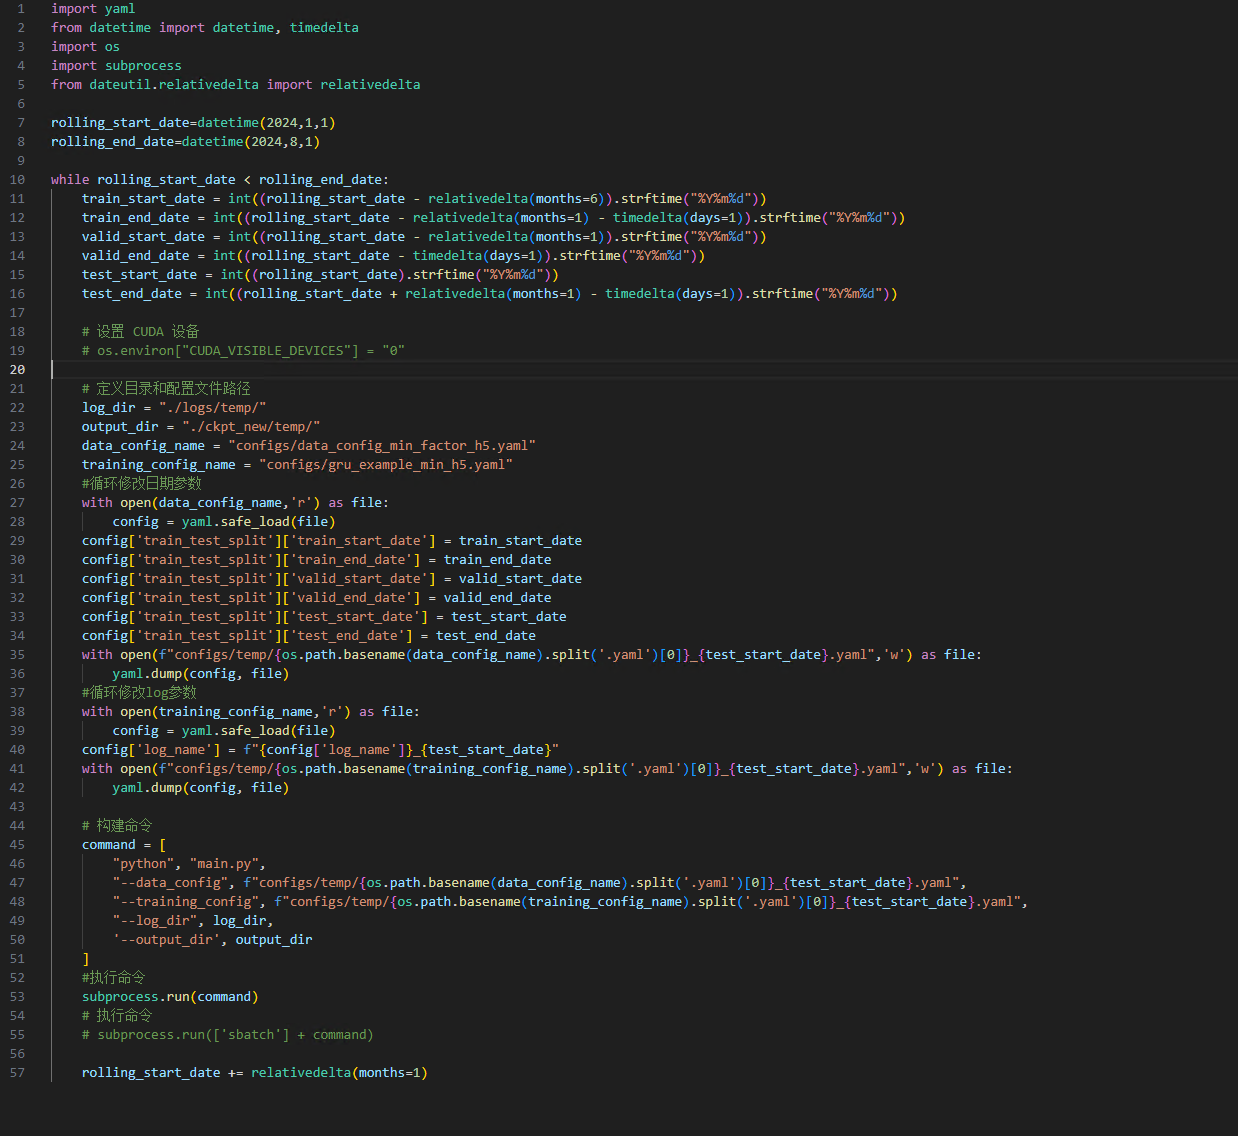 1 import yaml
2 from datetime import datetime, timedelta
3 import os
4 import subprocess
5 from dateutil.relativedelta import relativedelta
6
7 rolling_start_date=datetime(2024,1,1)
8 rolling_end_date=datetime(2024,8,1)
9
10 while rolling_start_date < rolling_end_date:
11     train_start_date = int((rolling_start_date - relativedelta(months=6)).strftime("%Y%m%d"))
12     train_end_date = int((rolling_start_date - relativedelta(months=1) - timedelta(days=1)).strftime("%Y%m%d"))
13     valid_start_date = int((rolling_start_date - relativedelta(months=1)).strftime("%Y%m%d"))
14     valid_end_date = int((rolling_start_date - timedelta(days=1)).strftime("%Y%m%d"))
15     test_start_date = int((rolling_start_date).strftime("%Y%m%d"))
16     test_end_date = int((rolling_start_date + relativedelta(months=1) - timedelta(days=1)).strftime("%Y%m%d"))
17
18     # 设置 CUDA 设备
19     # os.environ["CUDA_VISIBLE_DEVICES"] = "0"
20
21     # 定义目录和配置文件路径
22     log_dir = "./logs/temp/"
23     output_dir = "./ckpt_new/temp/"
24     data_config_name = "configs/data_config_min_factor_h5.yaml"
25     training_config_name = "configs/gru_example_min_h5.yaml"
26     #循环修改日期参数
27     with open(data_config_name,'r') as file:
28         config = yaml.safe_load(file)
29     config['train_test_split']['train_start_date'] = train_start_date
30     config['train_test_split']['train_end_date'] = train_end_date
31     config['train_test_split']['valid_start_date'] = valid_start_date
32     config['train_test_split']['valid_end_date'] = valid_end_date
33     config['train_test_split']['test_start_date'] = test_start_date
34     config['train_test_split']['test_end_date'] = test_end_date
35     with open(f"configs/temp/{os.path.basename(data_config_name).split('.yaml')[0]}_{test_start_date}.yaml",'w') as file:
36         yaml.dump(config, file)
37     #循环修改log参数
38     with open(training_config_name,'r') as file:
39         config = yaml.safe_load(file)
40     config['log_name'] = f"{config['log_name']}_{test_start_date}"
41     with open(f"configs/temp/{os.path.basename(training_config_name).split('.yaml')[0]}_{test_start_date}.yaml",'w') as file:
42         yaml.dump(config, file)
43
44     # 构建命令
45     command = [
46         "python", "main.py",
47         "--data_config", f"configs/temp/{os.path.basename(data_config_name).split('.yaml')[0]}_{test_start_date}.yaml",
48         "--training_config", f"configs/temp/{os.path.basename(training_config_name).split('.yaml')[0]}_{test_start_date}.yaml",
49         "--log_dir", log_dir,
50         '--output_dir', output_dir
51     ]
52     #执行命令
53     subprocess.run(command)
54     # 执行命令
55     # subprocess.run(['sbatch'] + command)
56
57     rolling_start_date += relativedelta(months=1)